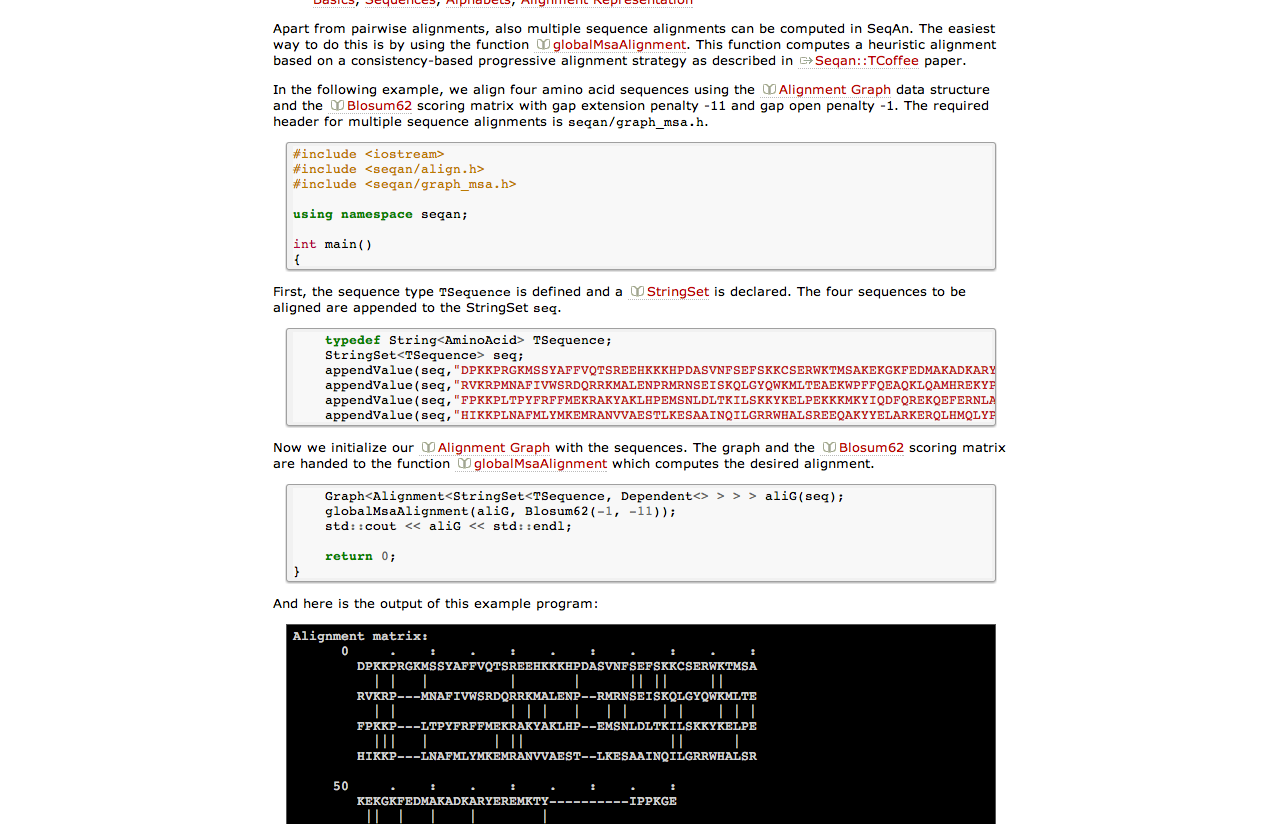 Basics, Sequences, Alphabets, Alignment Representation
Apart from pairwise alignments, also multiple sequence alignments can be computed in SeqAn. The easiest
way to do this is by using the function globalMsaAlignment. This function computes a heuristic alignment
based on a consistency-based progressive alignment strategy as described in Seqan::TCoffee paper.
In the following example, we align four amino acid sequences using the Alignment Graph data structure
and the Blosum62 scoring matrix with gap extension penalty -11 and gap open penalty -1. The required
header for multiple sequence alignments is seqan/graph_msa.h.
#include <iostream>
#include <seqan/align.h>
#include <seqan/graph_msa.h>
using namespace seqan;
int main()
{
First, the sequence type TSequence is defined and a StringSet is declared. The four sequences to be
aligned are appended to the StringSet seq.
typedef String<AminoAcid> TSequence;
StringSet<TSequence> seq;
appendValue(seq,"DPKKPRGKMSSYAFFVQTSREEHKKKHPDASVNFSEFSKKCSERWKTMSAKEKGKFEDMAKADKARY
appendValue(seq,"RVKRPMNAFIVWSRDQRRKMALENPRMRNSEISKQLGYQWKMLTEAEKWPFFQEAQKLQAMHREKYP
appendValue(seq,"FPKKPLTPYFRFFMEKRAKYAKLHPEMSNLDLTKILSKKYKELPEKKKMKYIQDFQREKQEFERNLA
appendValue(seq,"HIKKPLNAFMLYMKEMRANVVAESTLKESAAINQILGRRWHALSREEQAKYYELARKERQLHMQLYP
Now we initialize our Alignment Graph with the sequences. The graph and the Blosum62 scoring matrix
are handed to the function globalMsaAlignment which computes the desired alignment.
Graph<Alignment<StringSet<TSequence, Dependent<> > > > aliG(seq);
globalMsaAlignment(aliG, Blosum62(-1, -11));
std::cout << aliG << std::endl;
return 0;
}
And here is the output of this example program:
Alignment matrix:
0     .    :    .    :    .    :    .    :    .    :
DPKKPRGKMSSYAFFVQTSREEHKKKHPDASVNFSEFSKKCSERWKTMSA
  | |   |          |       |      || ||     ||
RVKRP---MNAFIVWSRDQRRKMALENP--RMRNSEISKQLGYQWKMLTE
  | |              | | |   |   | |    | |    | | |
FPKKP---LTPYFRFFMEKRAKYAKLHP--EMSNLDLTKILSKKYKELPE
  |||   |        | ||                  ||      |
HIKKP---LNAFMLYMKEMRANVVAEST--LKESAAINQILGRRWHALSR
50     .    :    .    :    .    :    .    :
KEKGKFEDMAKADKARYEREMKTY----------IPPKGE
 ||  |   |    |        |